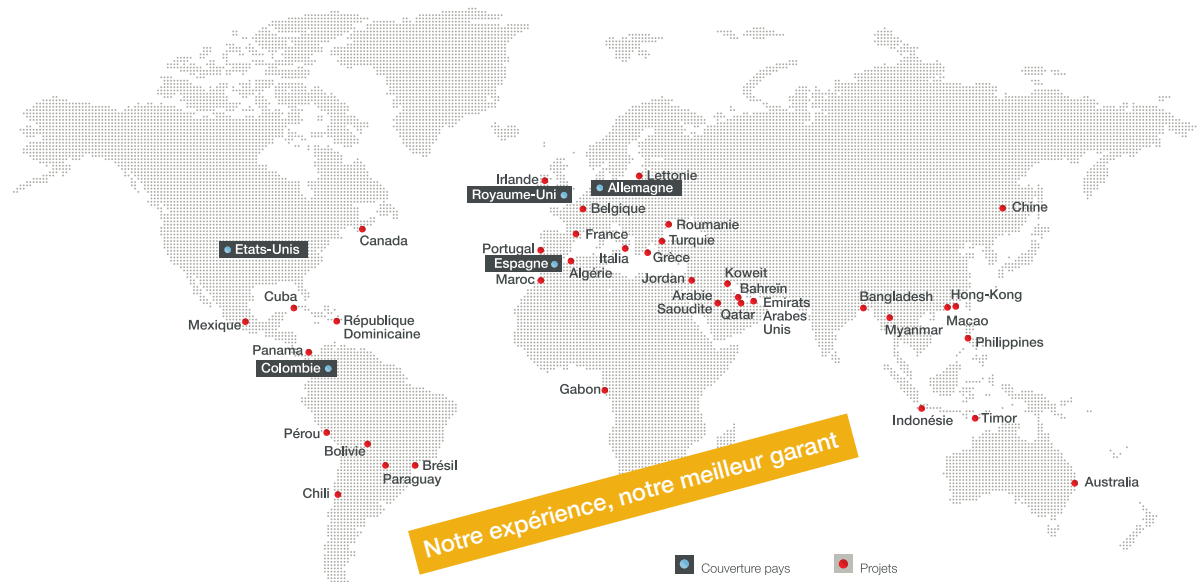 Irlande
Lettonie
Royaume-Uni
Allemagne
Belgique
Chine
Roumanie
France
Canada
Turquie
Etats-Unis
Portugal
Italia
Grèce
Espagne
Algérie
Maroc
Jordan
Koweit
Bahreïn
Cuba
Arabie
Saoudite
Qatar
Emirats
Arabes
Unis
Bangladesh
Hong-Kong
Mexique
République
Dominicaine
Myanmar
Macao
Philippines
Panama
Colombie
Gabon
Indonésie
Timor
Pérou
Bolivie
Brésil
Paraguay
Chili
Australia
Notre expérience, notre meilleur garant
Couverture pays
Projets